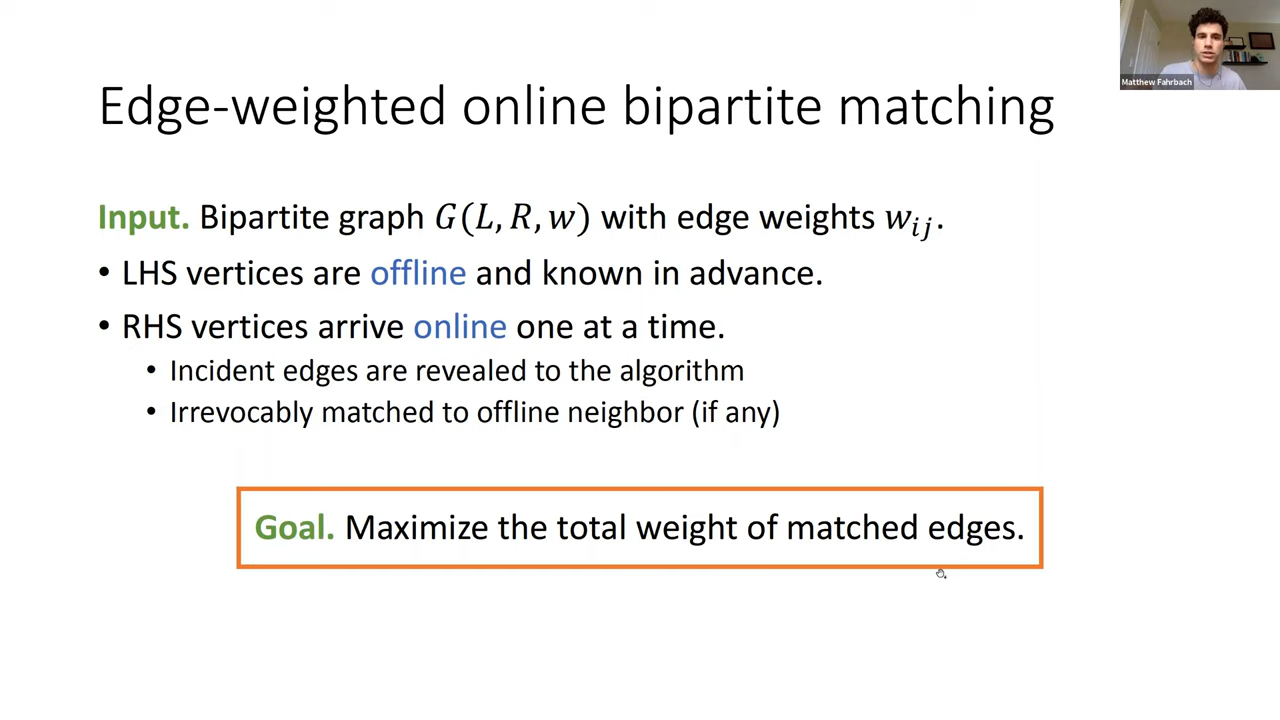 Matthew Fahrbach
Edge-weighted online bipartite matching
Input. Bipartite graph G(L, R, w) with edge weights w_{ij}.
• LHS vertices are offline and known in advance.
• RHS vertices arrive online one at a time.
• Incident edges are revealed to the algorithm
• Irrevocably matched to offline neighbor (if any)
Goal. Maximize the total weight of matched edges.